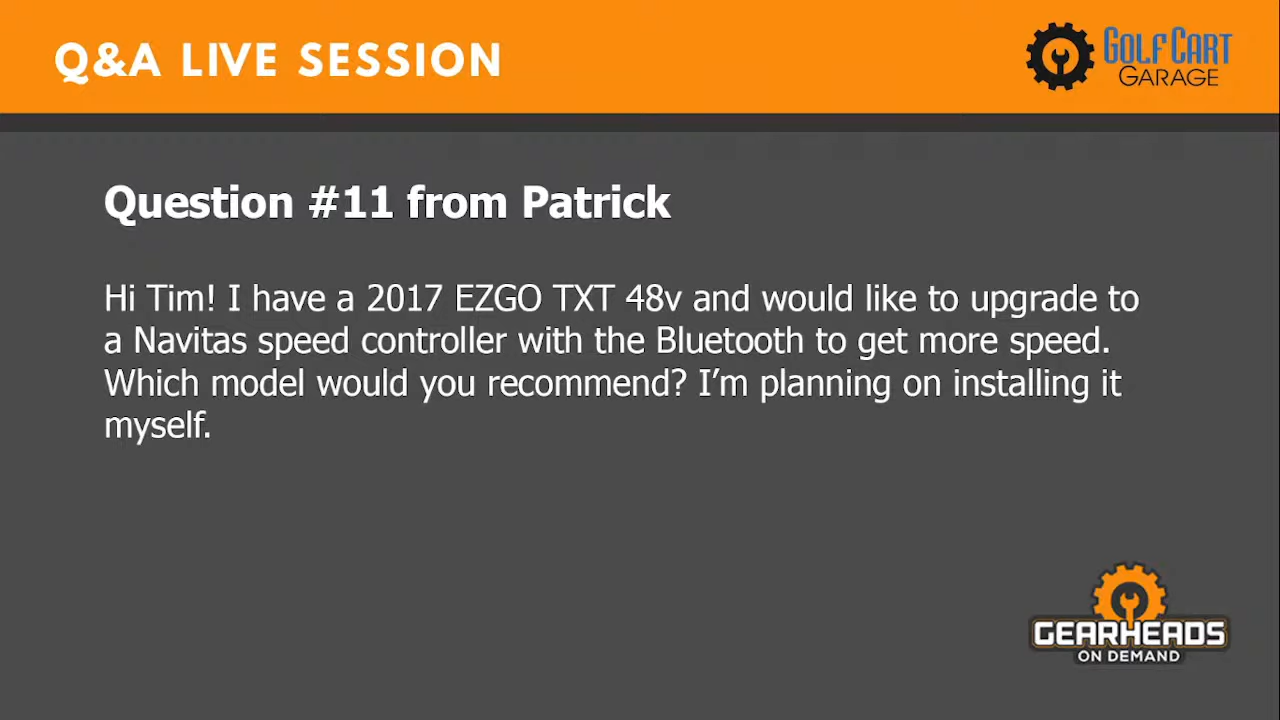 Q&A LIVE SESSION
GOLF CART
GARAGE
Question #11 from Patrick
Hi Tim! I have a 2017 EZGO TXT 48v and would like to upgrade to
a Navitas speed controller with the Bluetooth to get more speed.
Which model would you recommend? I’m planning on installing it
myself.
GEARHEADS
ON DEMAND